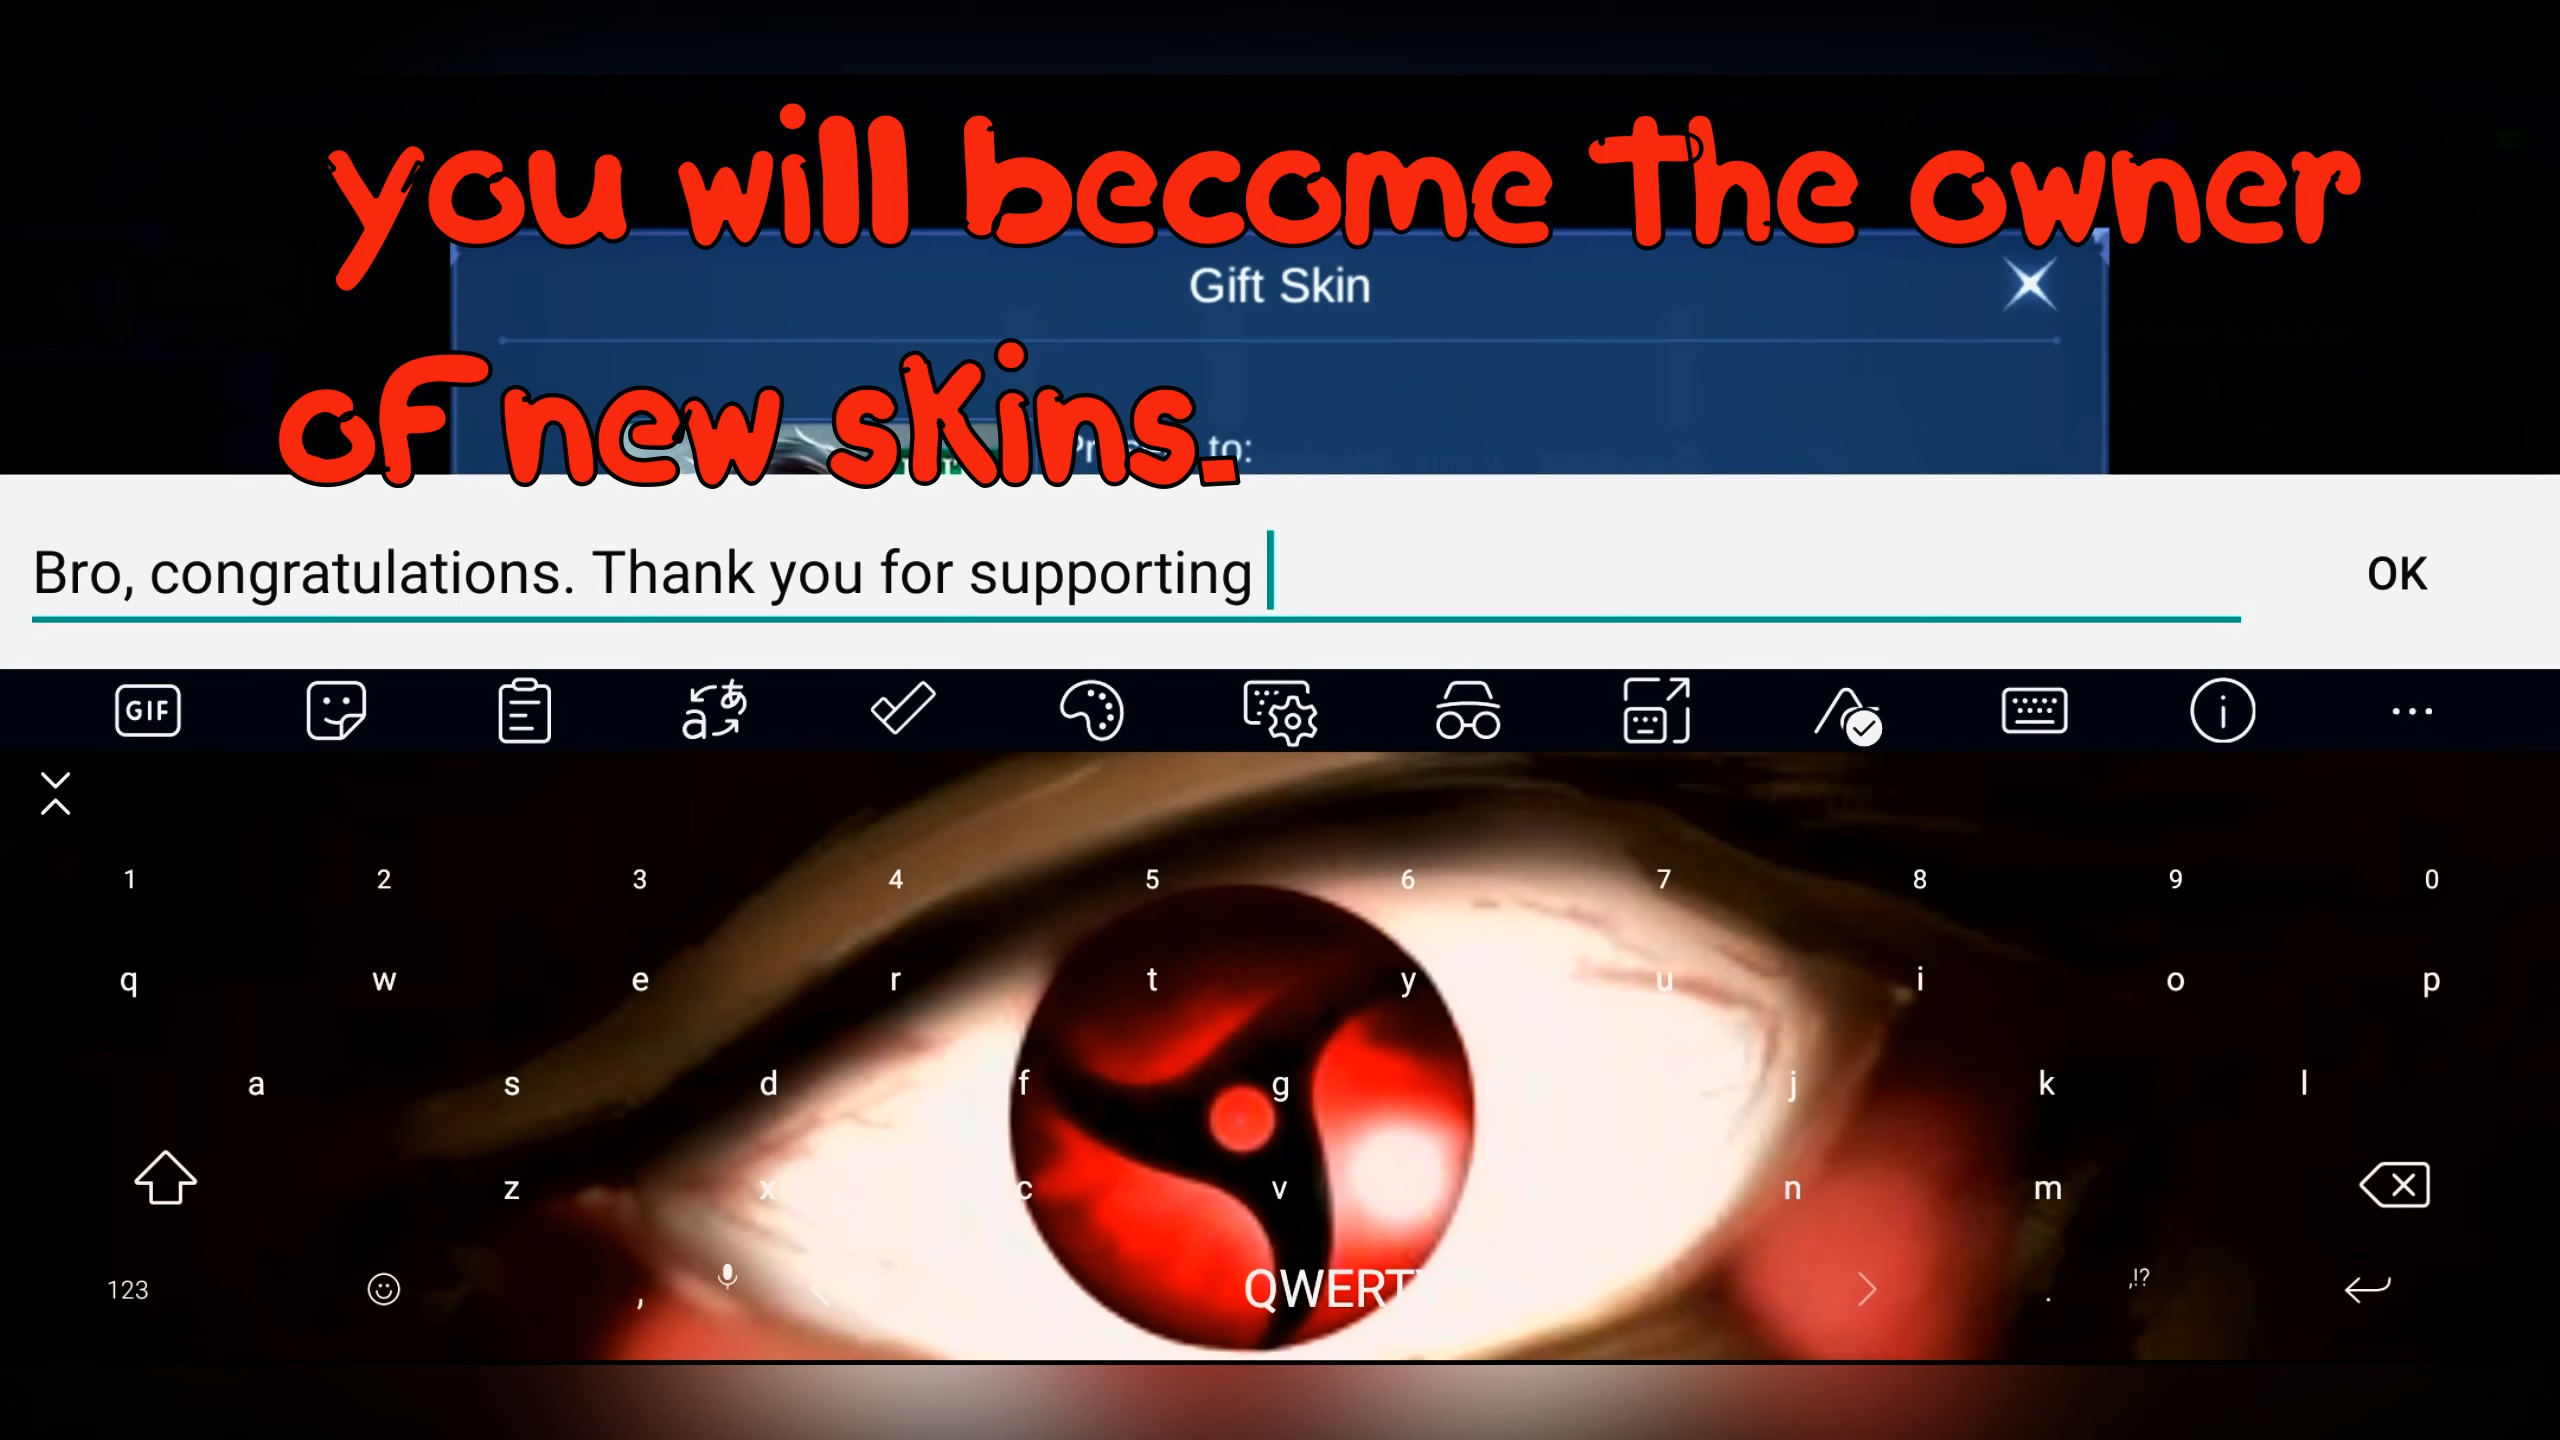 you will become the owner
Gift Skin
of new skins.
to:
Bro, congratulations. Thank you for supporting
OK
GIF
1 2 3 4 5 6 7 8 9 0
q w e r t y u i o p
a s d f g j k l
z x c v n m
123 , QWERT . ,!?